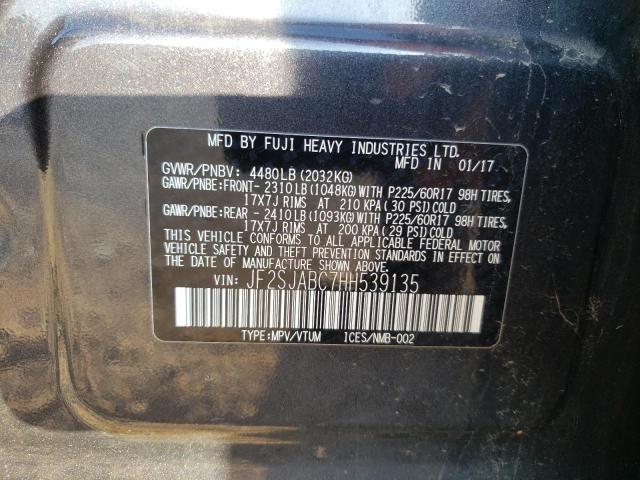 MFD BY FUJI HEAVY INDUSTRIES LTD.
MFD IN 01/17
GVWR/PNBV: 4480LB (2032KG)
GAWR/PNBE: FRONT- 2310LB (1048KG) WITH P225/60R17 98H TIRES,
17X7J RIMS AT 210 KPA (30 PSI) COLD
GAWR/PNBE: REAR - 2410LB (1093KG) WITH P225/60R17 98H TIRES,
17X7J RIMS AT 200 KPA (29 PSI) COLD
THIS VEHICLE CONFORMS TO ALL APPLICABLE FEDERAL MOTOR
VEHICLE SAFETY AND THEFT PREVENTION STANDARDS IN EFFECT ON
THE DATE OF MANUFACTURE SHOWN ABOVE.
VIN: JF2SJABC7HH539135
TYPE:MPV/VTUM ICES/NMB-002